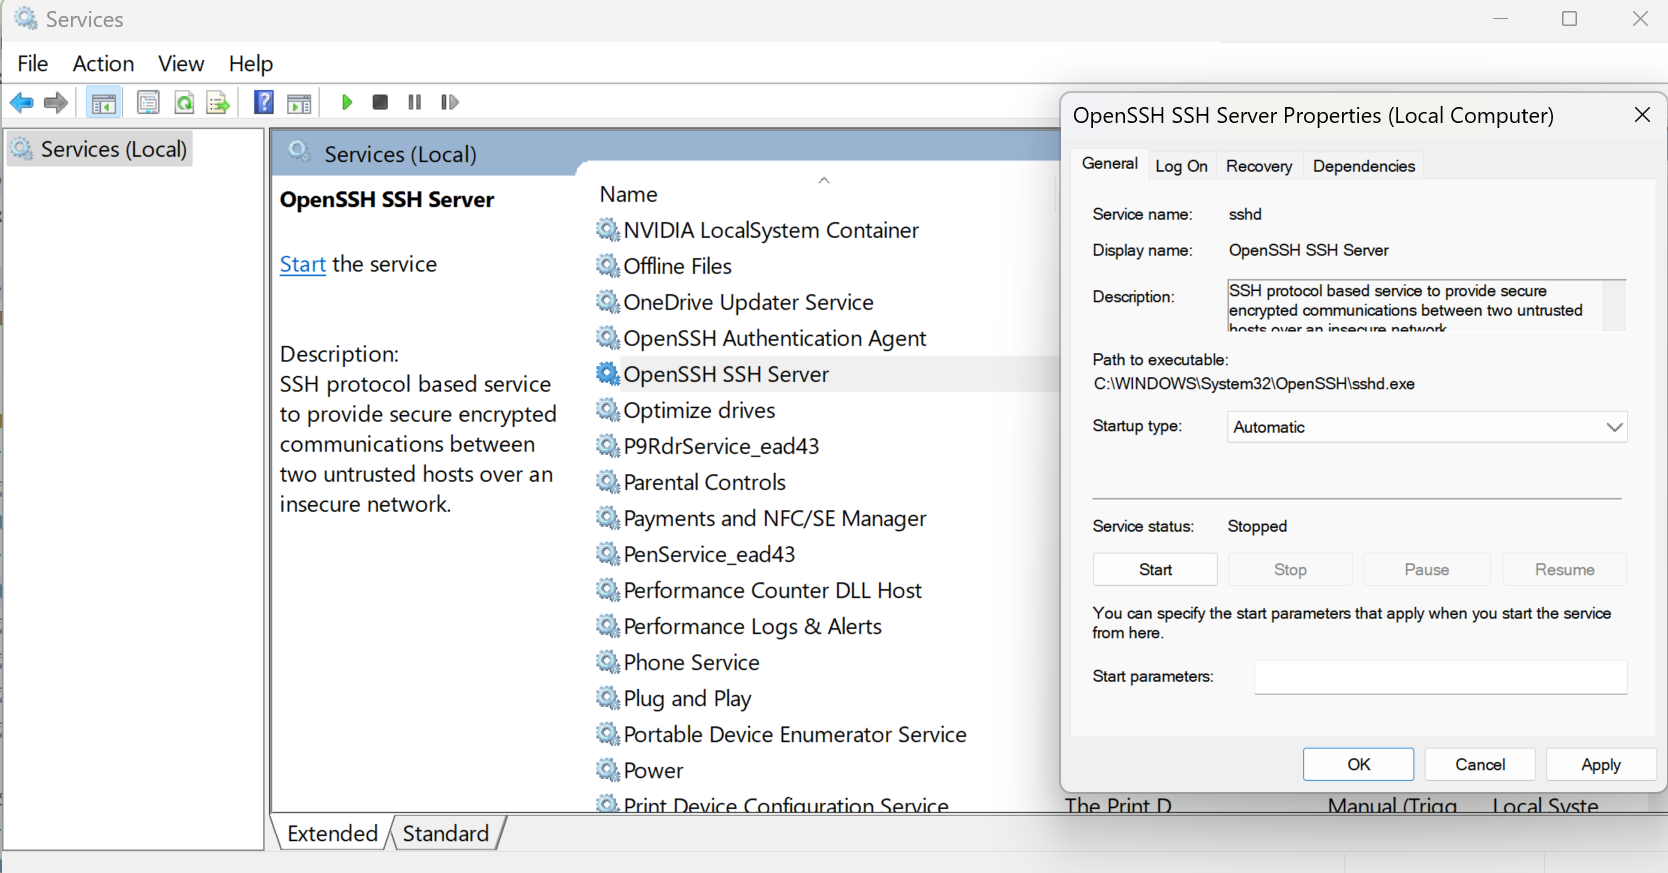 Services
File Action View Help
Services (Local)
Services (Local)
OpenSSH SSH Server
Start the service
Description:
SSH protocol based service
to provide secure encrypted
communications between
two untrusted hosts over an
insecure network.
Name
NVIDIA LocalSystem Container
Offline Files
OneDrive Updater Service
OpenSSH Authentication Agent
OpenSSH SSH Server
Optimize drives
P9RdrService_ead43
Parental Controls
Payments and NFC/SE Manager
PenService_ead43
Performance Counter DLL Host
Performance Logs & Alerts
Phone Service
Plug and Play
Portable Device Enumerator Service
Power
Print Device Configuration Service The Print D Manual (Trigg Local Syste
Extended Standard
OpenSSH SSH Server Properties (Local Computer)
General Log On Recovery Dependencies
Service name: sshd
Display name: OpenSSH SSH Server
Description: SSH protocol based service to provide secure
encrypted communications between two untrusted
hosts over an insecure network
Path to executable:
C:\WINDOWS\System32\OpenSSH\sshd.exe
Startup type: Automatic
Service status: Stopped
Start Stop Pause Resume
You can specify the start parameters that apply when you start the service
from here.
Start parameters:
OK Cancel Apply